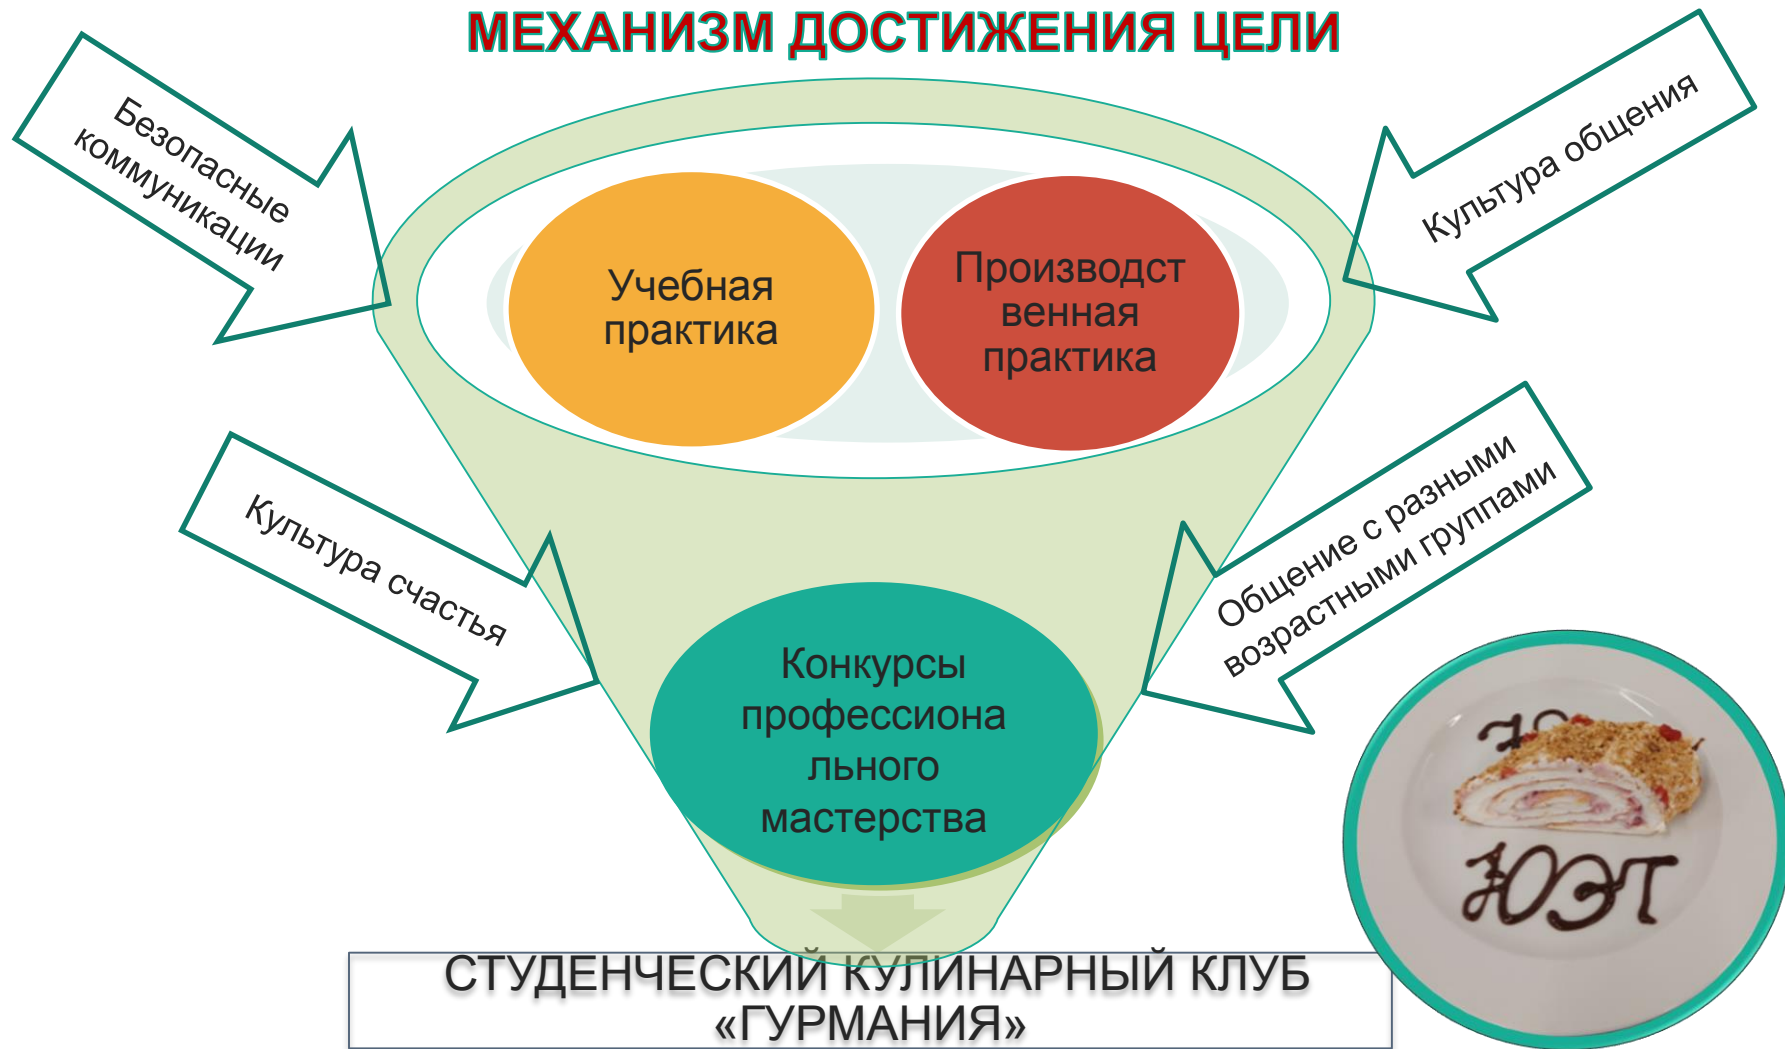 МЕХАНИЗМ ДОСТИЖЕНИЯ ЦЕЛИ
Безопасные
коммуникации
Культура общения
Учебная
практика
Производст
венная
практика
Культура счастья
Общение с разными
возрастными группами
Конкурсы
профессиона
льного
мастерства
ЮЭТ
СТУДЕНЧЕСКИЙ КУЛИНАРНЫЙ КЛУБ
«ГУРМАНИЯ»